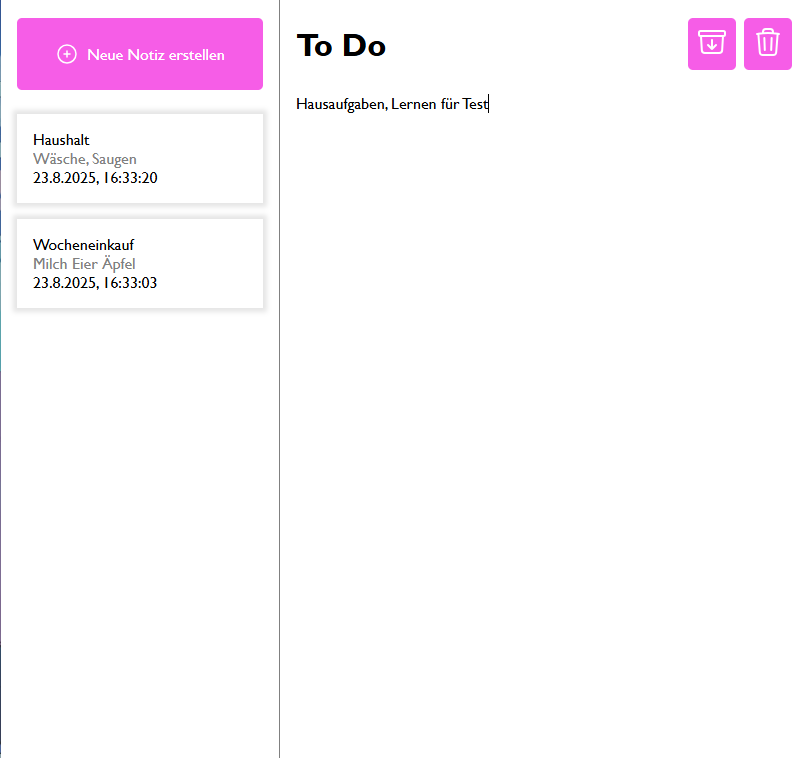 Neue Notiz erstellen
Haushalt
Wäsche, Saugen
23.8.2025, 16:33:20
Wocheneinkauf
Milch Eier Äpfel
23.8.2025, 16:33:03
To Do
Hausaufgaben, Lernen für Test